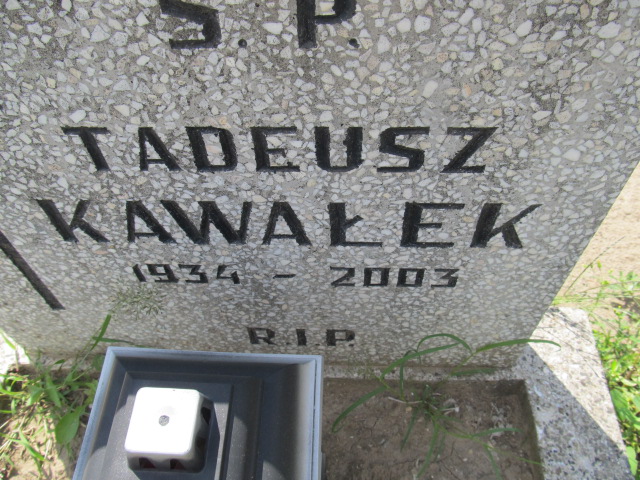 S. P.
TADEUSZ
KAWAŁEK
1934 - 2003
R.I.P.